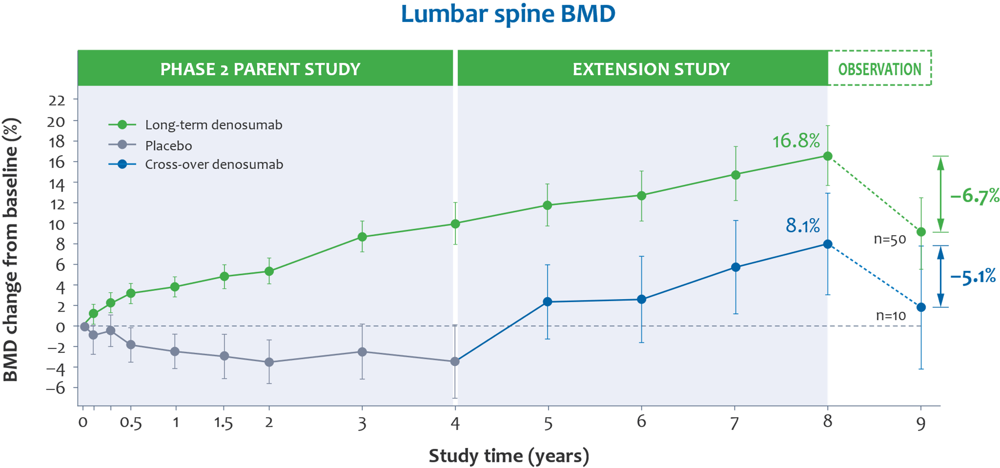 Lumbar spine BMD
PHASE 2 PARENT STUDY
EXTENSION STUDY
OBSERVATION
BMD change from baseline (%)
22
20
18
16
14
12
10
8
6
4
2
0
–2
–4
–6
Long-term denosumab
Placebo
Cross-over denosumab
16.8%
8.1%
n=50
n=10
–6.7%
–5.1%
0
0.5
1
1.5
2
3
4
5
6
7
8
9
Study time (years)